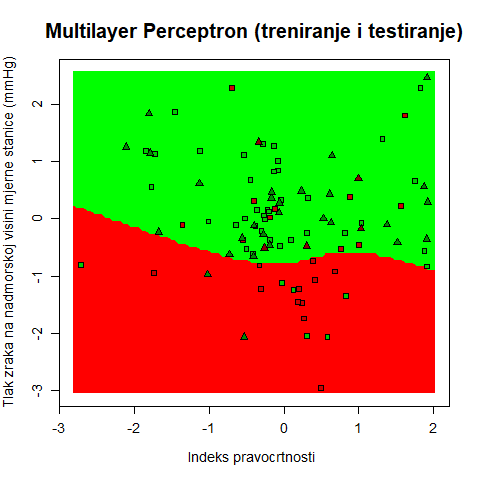 Multilayer Perceptron (treniranje i testiranje)
Tlak zraka na nadmorskoj visini mjerne stanice (mmHg)
2
1
0
-1
-2
-3
-3 -2 -1 0 1 2
Indeks pravocrtnosti